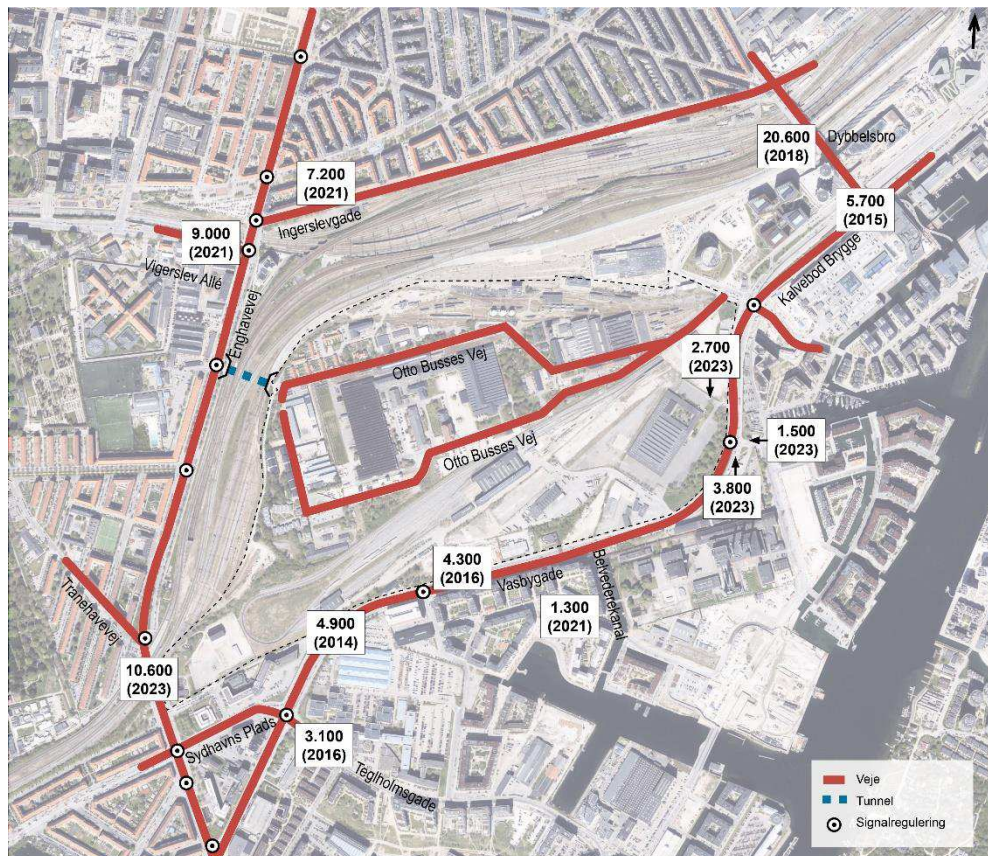 20.600
(2018)
Dybbelsbro
7.200
(2021)
5.700
(2015)
Ingerslevgade
9.000
(2021)
Vigerslev Allé
Kalvebod Brygge
Enghavevej
Otto Busses Vej
2.700
(2023)
1.500
(2023)
Otto Busses Vej
3.800
(2023)
4.300
(2016)
Vasbygade
Belvederekanal
1.300
(2021)
Tranehavevej
4.900
(2014)
10.600
(2023)
Sydhavns Plads
3.100
(2016)
Teglholmsgade
Veje
Tunnel
Signalregulering